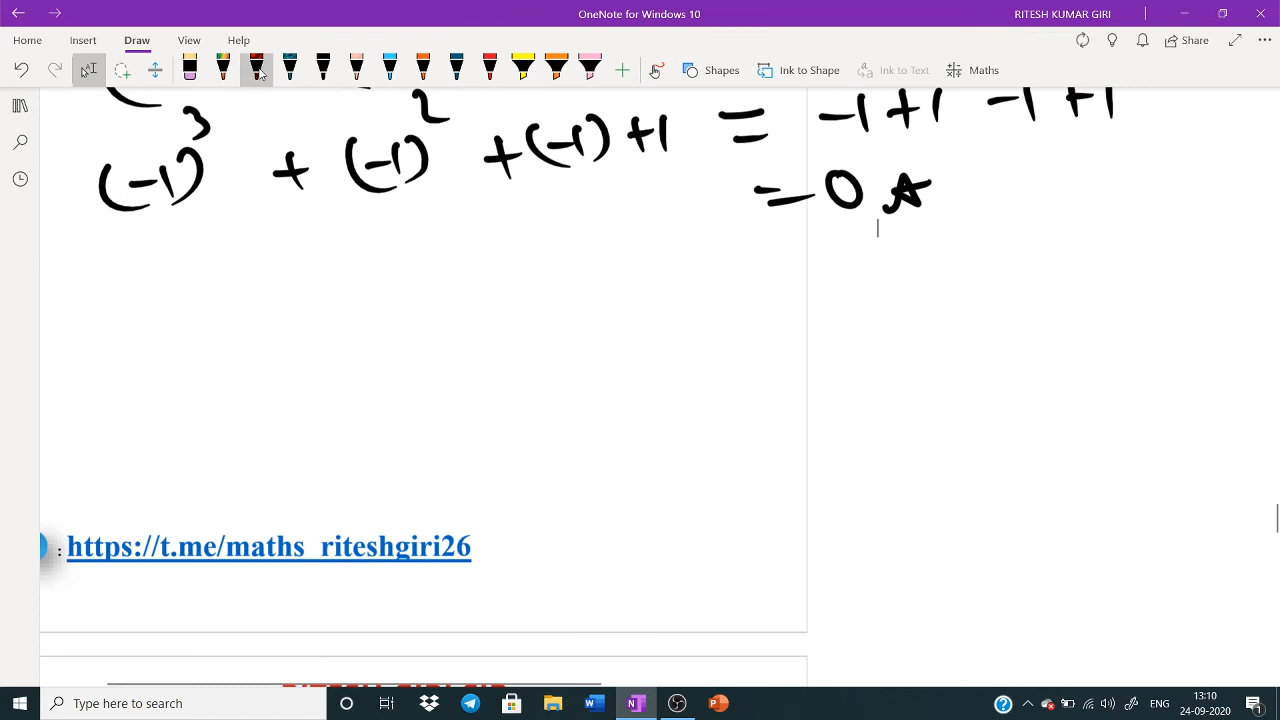 OneNote for Windows 10
RITESH KUMAR GIRI
Home Insert Draw View Help
Share
Shapes Ink to Shape Ink to Text Maths
(-1)³ + (-1)² + (-1) + 1 = -1 + 1 - 1 + 1
= 0
: https://t.me/maths_riteshgiri26
Type here to search
ENG
13:10
24-09-2020